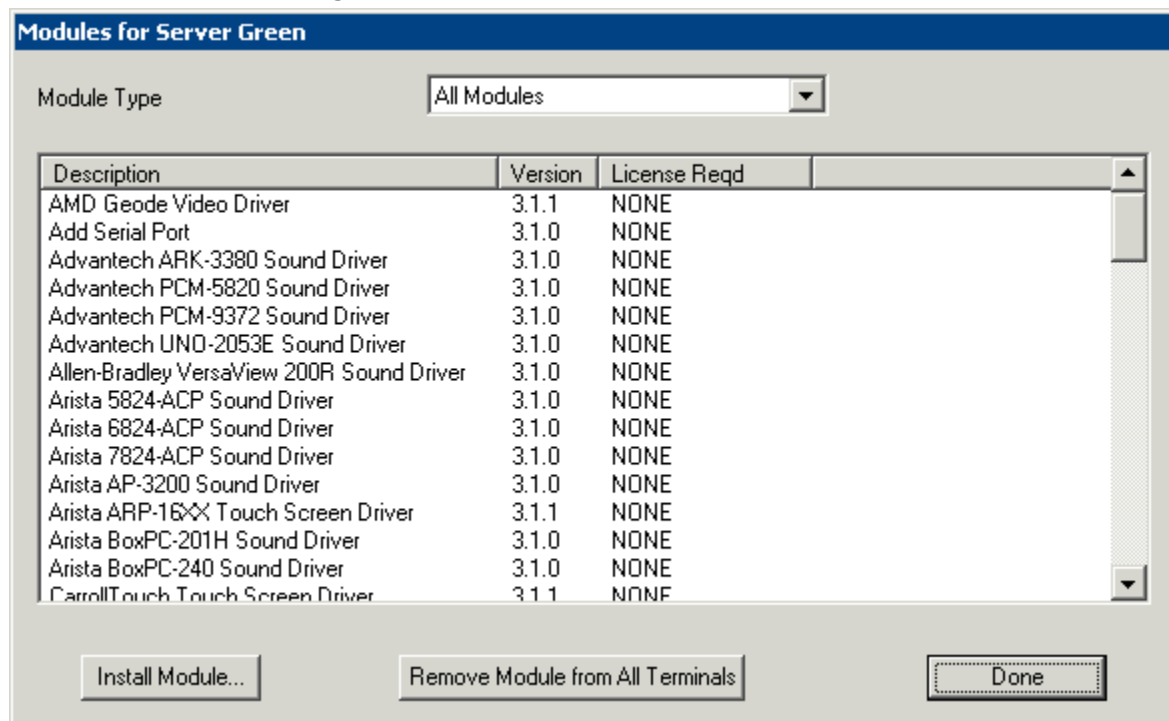 Modules for Server Green
Module Type All Modules
Description Version License Reqd
AMD Geode Video Driver 3.1.1 NONE
Add Serial Port 3.1.0 NONE
Advantech ARK-3380 Sound Driver 3.1.0 NONE
Advantech PCM-5820 Sound Driver 3.1.0 NONE
Advantech PCM-9372 Sound Driver 3.1.0 NONE
Advantech UNO-2053E Sound Driver 3.1.0 NONE
Allen-Bradley VersaView 200R Sound Driver 3.1.0 NONE
Arista 5824-ACP Sound Driver 3.1.0 NONE
Arista 6824-ACP Sound Driver 3.1.0 NONE
Arista 7824-ACP Sound Driver 3.1.0 NONE
Arista AP-3200 Sound Driver 3.1.0 NONE
Arista ARP-16XX Touch Screen Driver 3.1.1 NONE
Arista BoxPC-201H Sound Driver 3.1.0 NONE
Arista BoxPC-240 Sound Driver 3.1.0 NONE
CarrollTouch Touch Screen Driver 3.1.1 NONE
Install Module... Remove Module from All Terminals Done